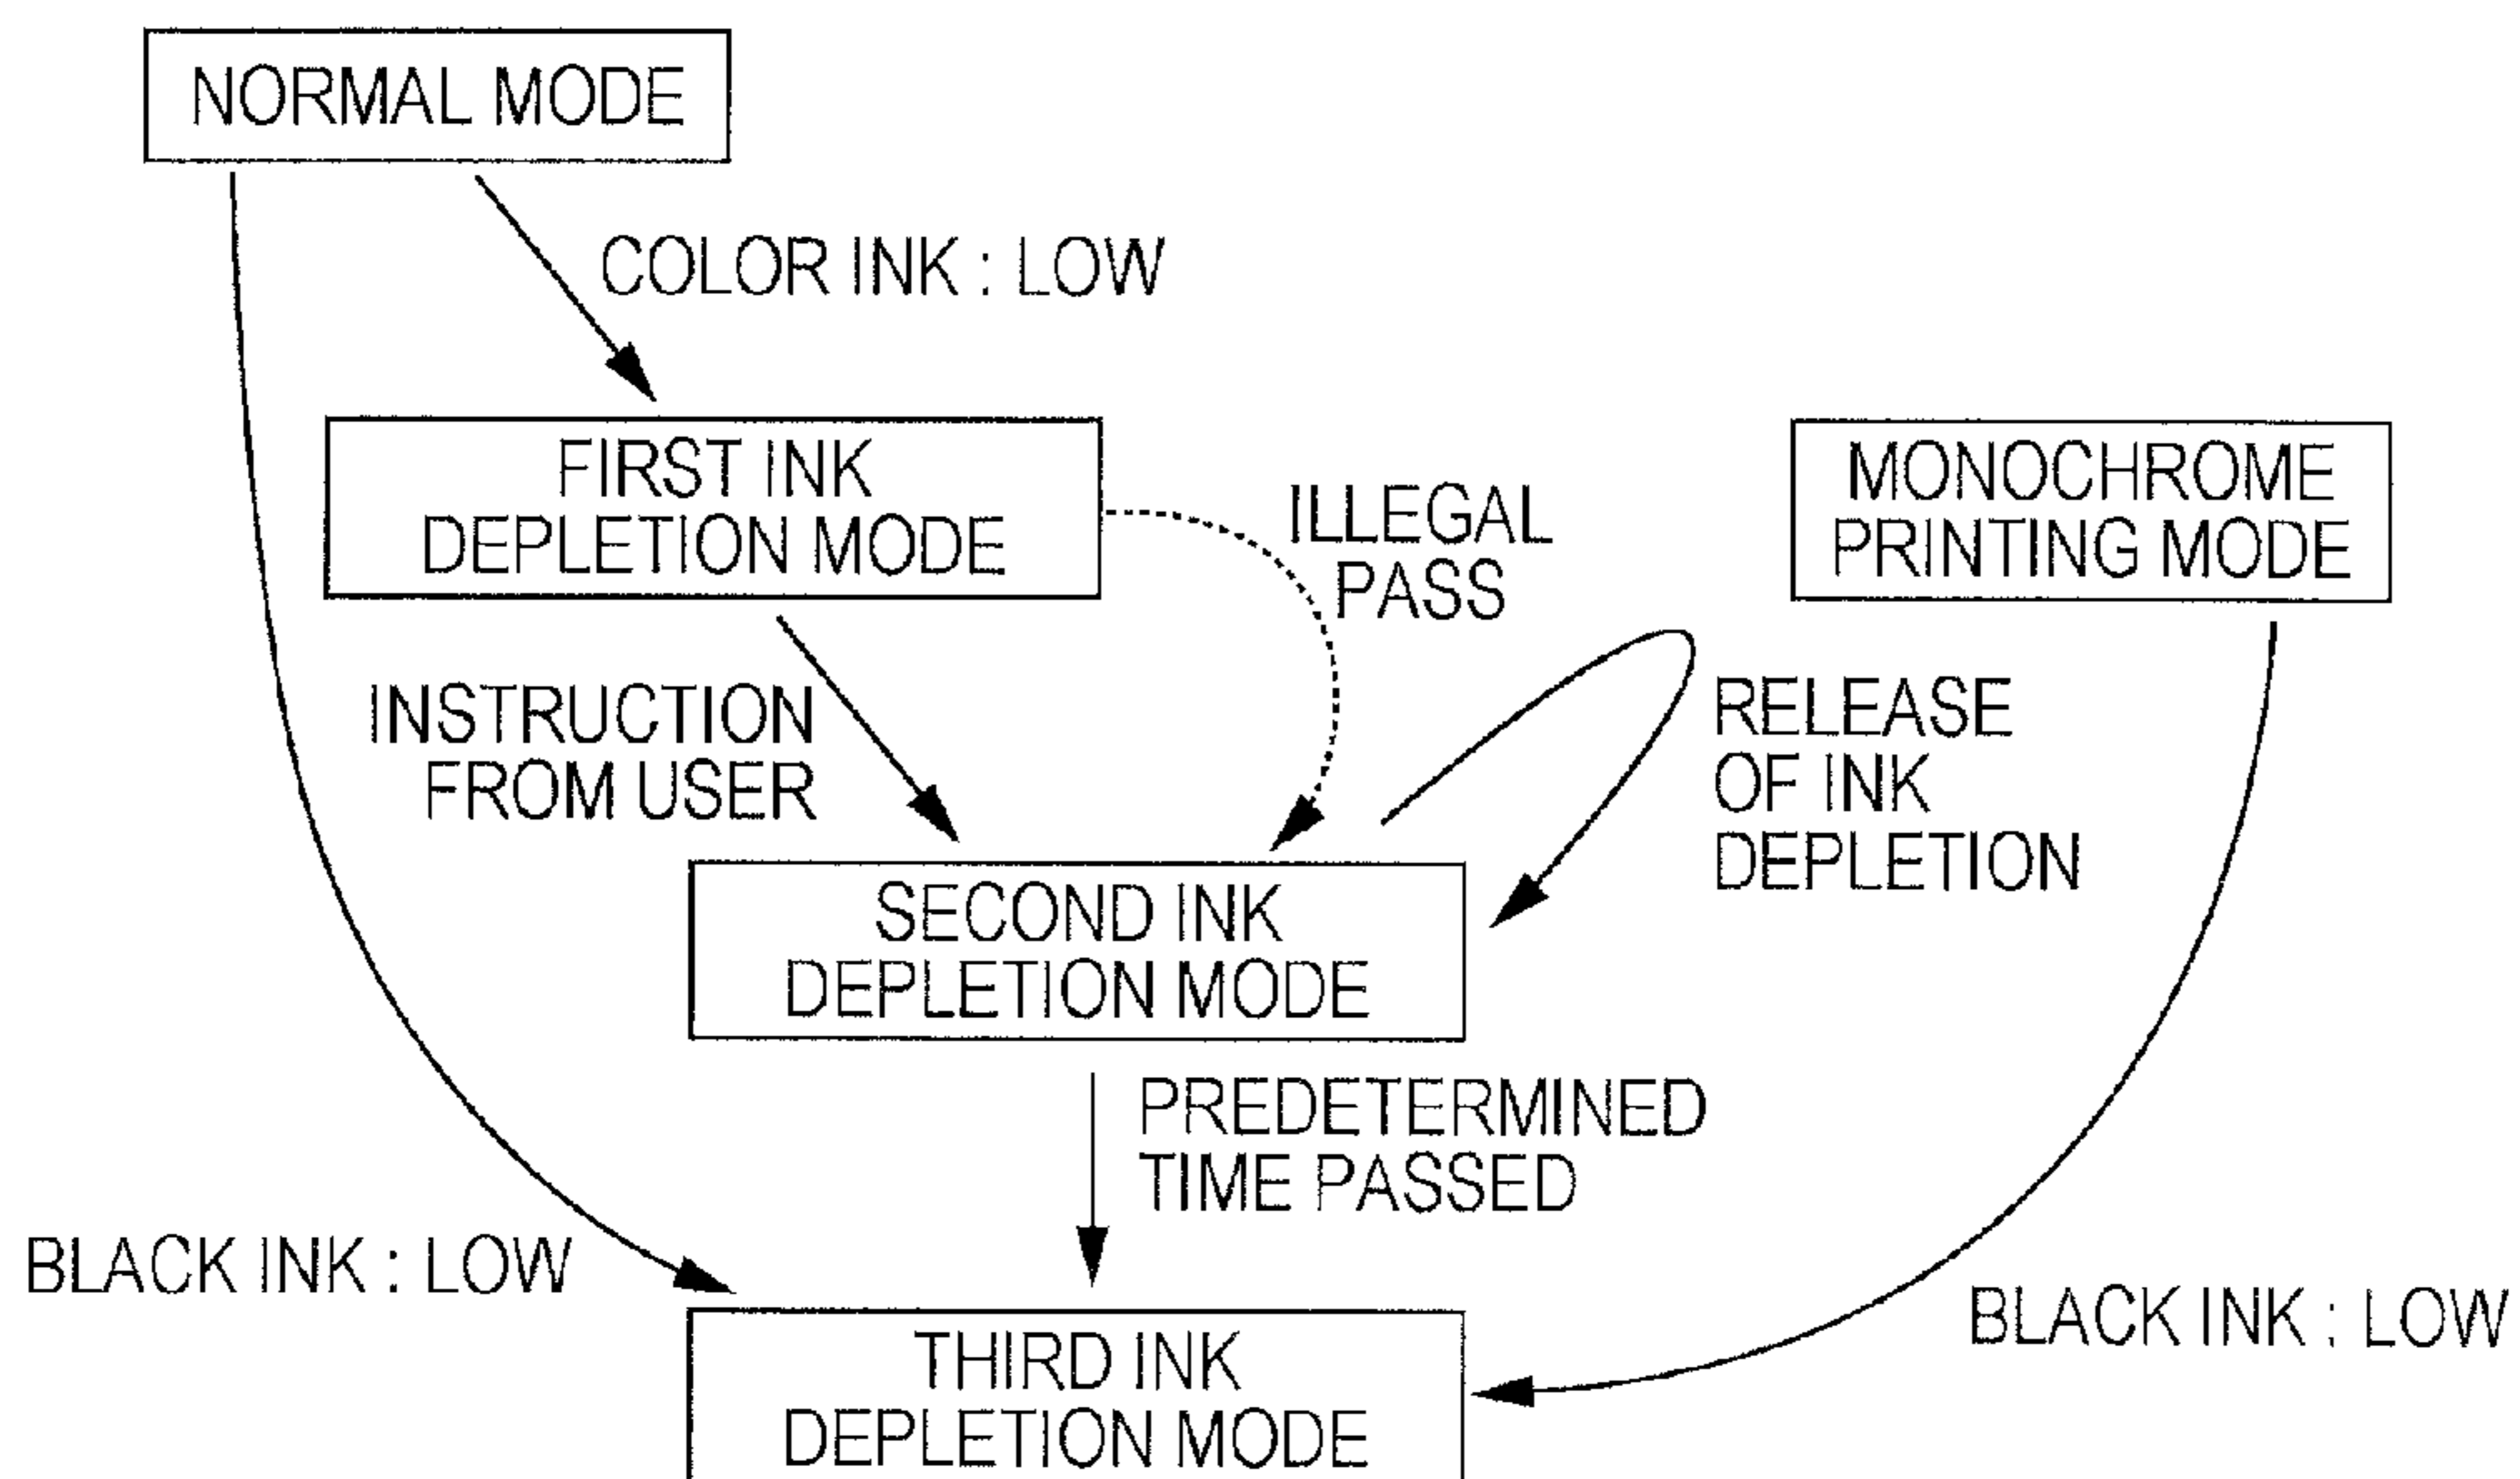 NORMAL MODE
COLOR INK : LOW
FIRST INK
DEPLETION MODE
MONOCHROME
PRINTING MODE
ILLEGAL
PASS
INSTRUCTION
FROM USER
RELEASE
OF INK
DEPLETION
SECOND INK
DEPLETION MODE
PREDETERMINED
TIME PASSED
BLACK INK : LOW
BLACK INK : LOW
THIRD INK
DEPLETION MODE